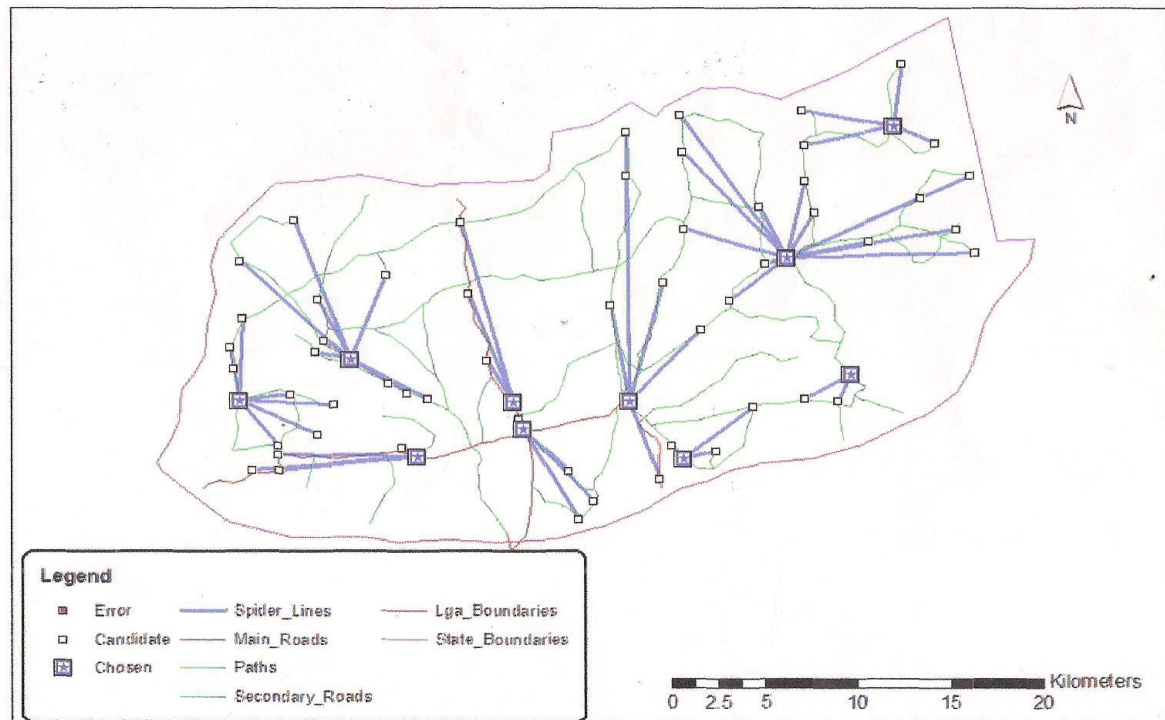 N
Legend
Error
Spider_Lines
Lga_Boundaries
Candidate
Main_Roads
State_Boundaries
Chosen
Paths
Secondary_Roads
Kilometers
0 2.5 5 10 15 20